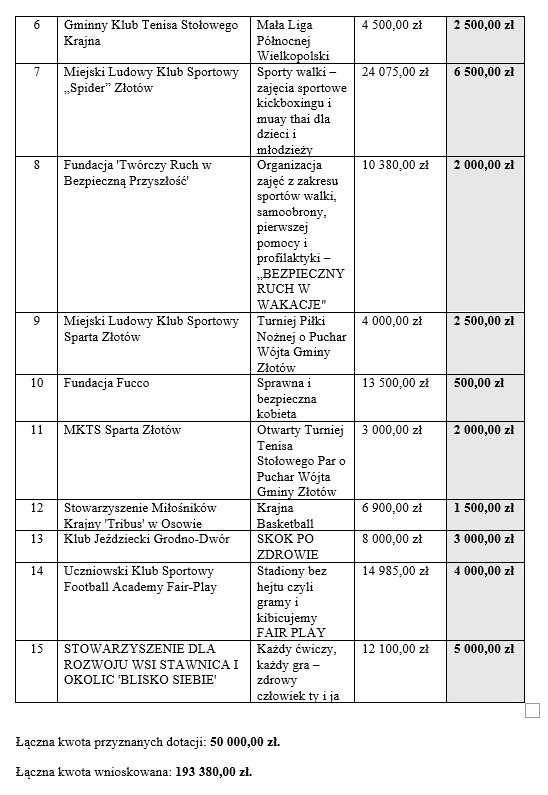 6 Gminny Klub Tenisa Stołowego Mała Liga 4 500,00 zł 2 500,00 zł
Krajna Północnej
Wielkopolski
7 Miejski Ludowy Klub Sportowy Sporty walki – 24 075,00 zł 6 500,00 zł
„Spider” Złotów zajęcia sportowe
kickboxingu i
muay thai dla
dzieci i
młodzieży
8 Fundacja 'Twórczy Ruch w Organizacja 10 380,00 zł 2 000,00 zł
Bezpieczną Przyszłość' zajęć z zakresu
sportów walki,
samoobrony,
pierwszej
pomocy i
profilaktyki –
„BEZPIECZNY
RUCH W
WAKACJE"
9 Miejski Ludowy Klub Sportowy Turniej Piłki 4 000,00 zł 2 500,00 zł
Sparta Złotów Nożnej o Puchar
Wójta Gminy
Złotów
10 Fundacja Fucco Sprawna i 13 500,00 zł 500,00 zł
bezpieczna
kobieta
11 MKTS Sparta Złotów Otwarty Turniej 3 000,00 zł 2 000,00 zł
Tenisa
Stołowego Par o
Puchar Wójta
Gminy Złotów
12 Stowarzyszenie Miłośników Krajna 6 900,00 zł 1 500,00 zł
Krajny 'Tribus' w Osowie Basketball
13 Klub Jeździecki Grodno-Dwór SKOK PO 8 000,00 zł 3 000,00 zł
ZDROWIE
14 Uczniowski Klub Sportowy Stadiony bez 14 985,00 zł 4 000,00 zł
Football Academy Fair-Play hejtu czyli
gramy i
kibicujemy
FAIR PLAY
15 STOWARZYSZENIE DLA Każdy ćwiczy, 12 100,00 zł 5 000,00 zł
ROZWOJU WSI STAWNICA I każdy gra –
OKOLIC 'BLISKO SIEBIE' zdrowy
człowiek ty i ja
Łączna kwota przyznanych dotacji: 50 000,00 zł.
Łączna kwota wnioskowana: 193 380,00 zł.